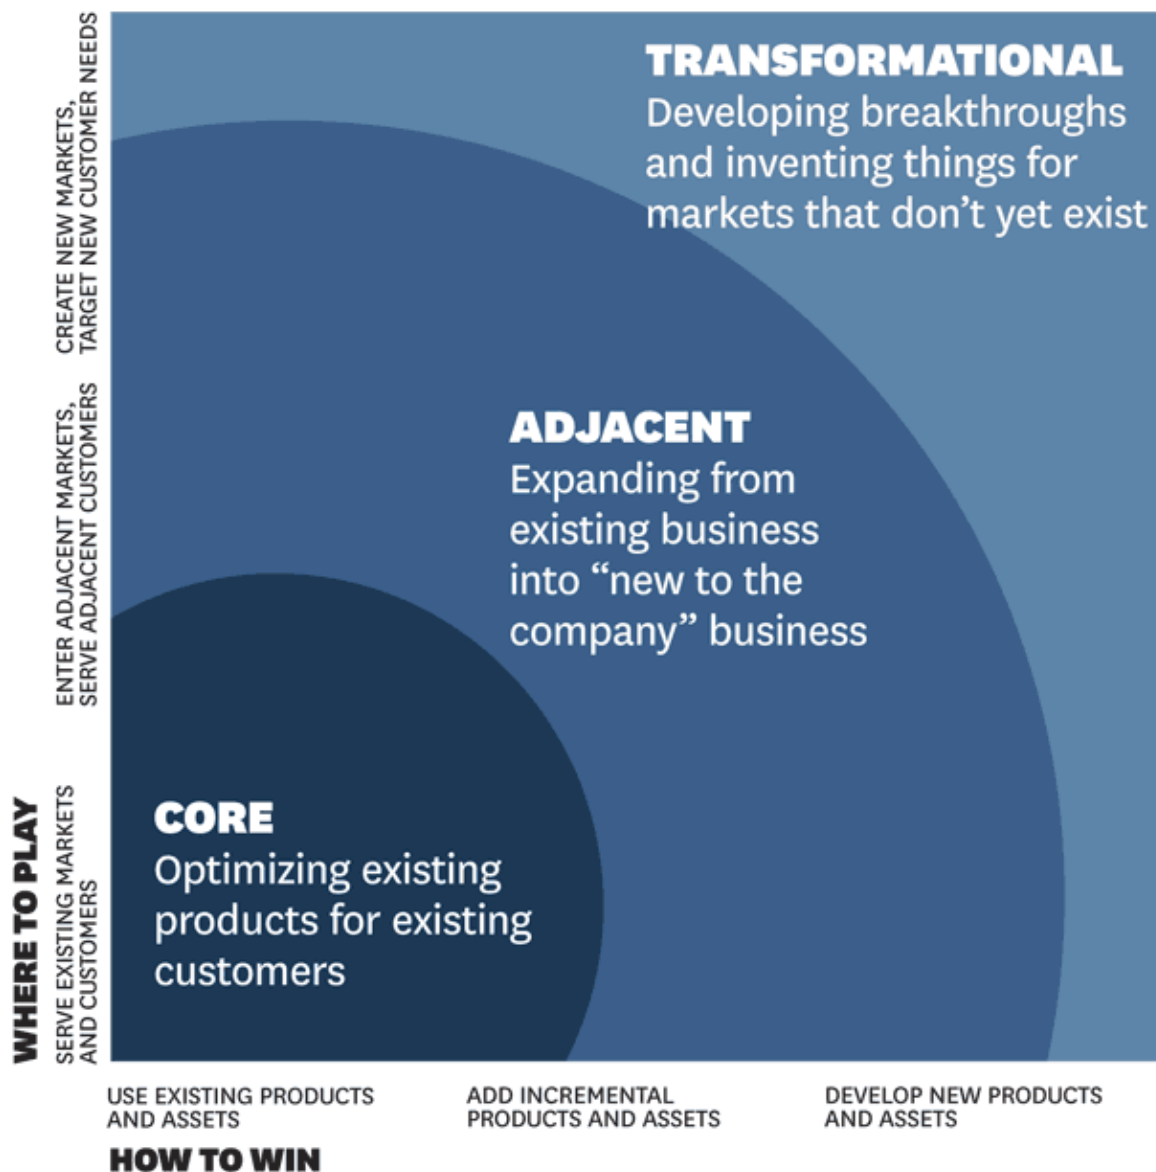 TRANSFORMATIONAL
Developing breakthroughs
and inventing things for
markets that don’t yet exist
ADJACENT
Expanding from
existing business
into “new to the
company” business
CORE
Optimizing existing
products for existing
customers
WHERE TO PLAY
CREATE NEW MARKETS,
TARGET NEW CUSTOMER NEEDS
ENTER ADJACENT MARKETS,
SERVE ADJACENT CUSTOMERS
SERVE EXISTING MARKETS
AND CUSTOMERS
USE EXISTING PRODUCTS
AND ASSETS
ADD INCREMENTAL
PRODUCTS AND ASSETS
DEVELOP NEW PRODUCTS
AND ASSETS
HOW TO WIN